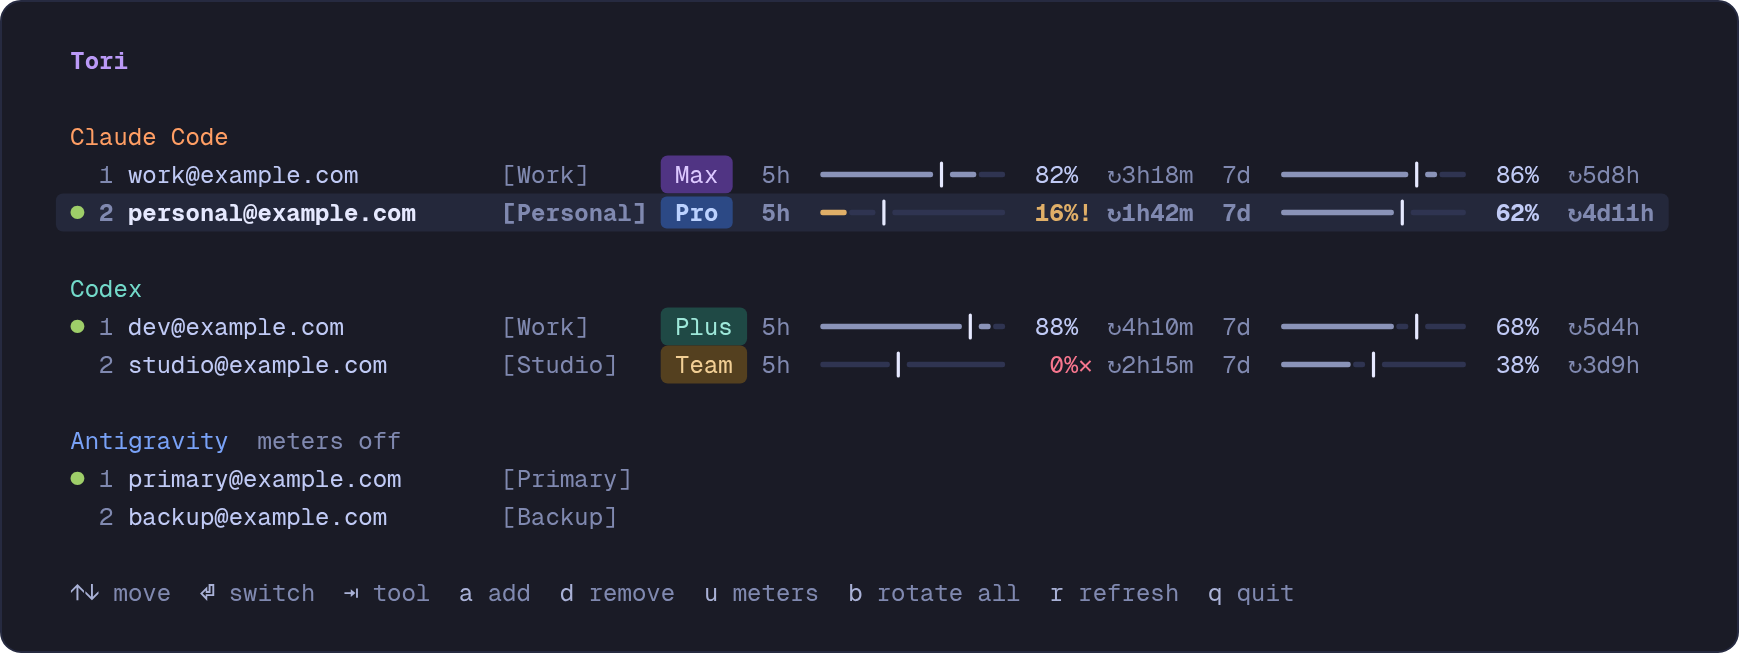 Tori
Claude Code
1 work@example.com [Work] Max 5h 82% ↻3h18m 7d 86% ↻5d8h
● 2 personal@example.com [Personal] Pro 5h 16%! ↻1h42m 7d 62% ↻4d11h
Codex
● 1 dev@example.com [Work] Plus 5h 88% ↻4h10m 7d 68% ↻5d4h
2 studio@example.com [Studio] Team 5h 0%× ↻2h15m 7d 38% ↻3d9h
Antigravity meters off
● 1 primary@example.com [Primary]
2 backup@example.com [Backup]
↑↓ move ⏎ switch ⇥ tool a add d remove u meters b rotate all r refresh q quit